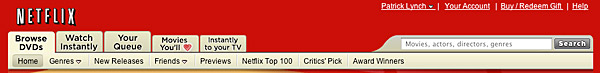 NETFLIX
Patrick Lynch | Your Account | Buy / Redeem Gift | Help
Browse DVDs
Watch Instantly
Your Queue
Movies You'll ♥
Instantly to your TV
Movies, actors, directors, genres Search
Home Genres New Releases Friends Previews Netflix Top 100 Critics' Pick Award Winners